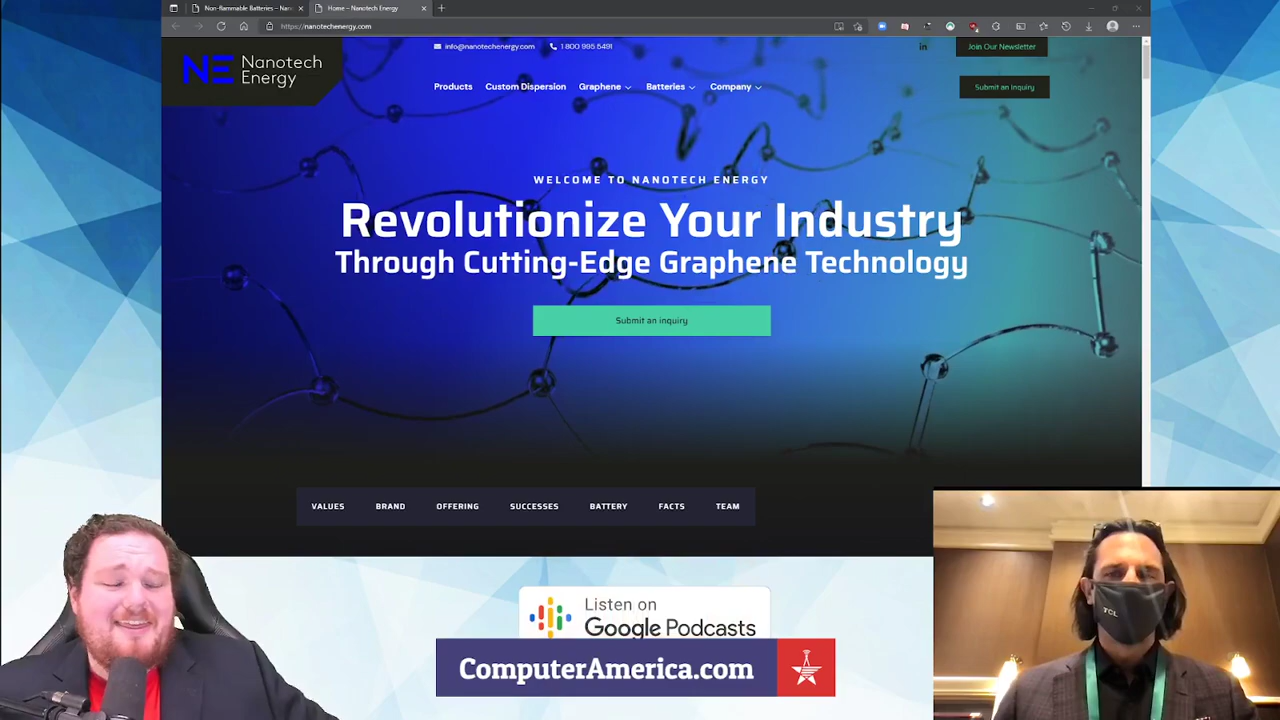 Non-flammable Batteries – Nan
Home – Nanotech Energy
https://nanotechenergy.com
info@nanotechenergy.com
1 800 995 5491
in
Join Our Newsletter
NE Nanotech
Energy
Products
Custom Dispersion
Graphene
Batteries
Company
Submit an inquiry
WELCOME TO NANOTECH ENERGY
Revolutionize Your Industry
Through Cutting-Edge Graphene Technology
Submit an inquiry
VALUES
BRAND
OFFERING
SUCCESSES
BATTERY
FACTS
TEAM
TCL
Listen on
Google Podcasts
ComputerAmerica.com